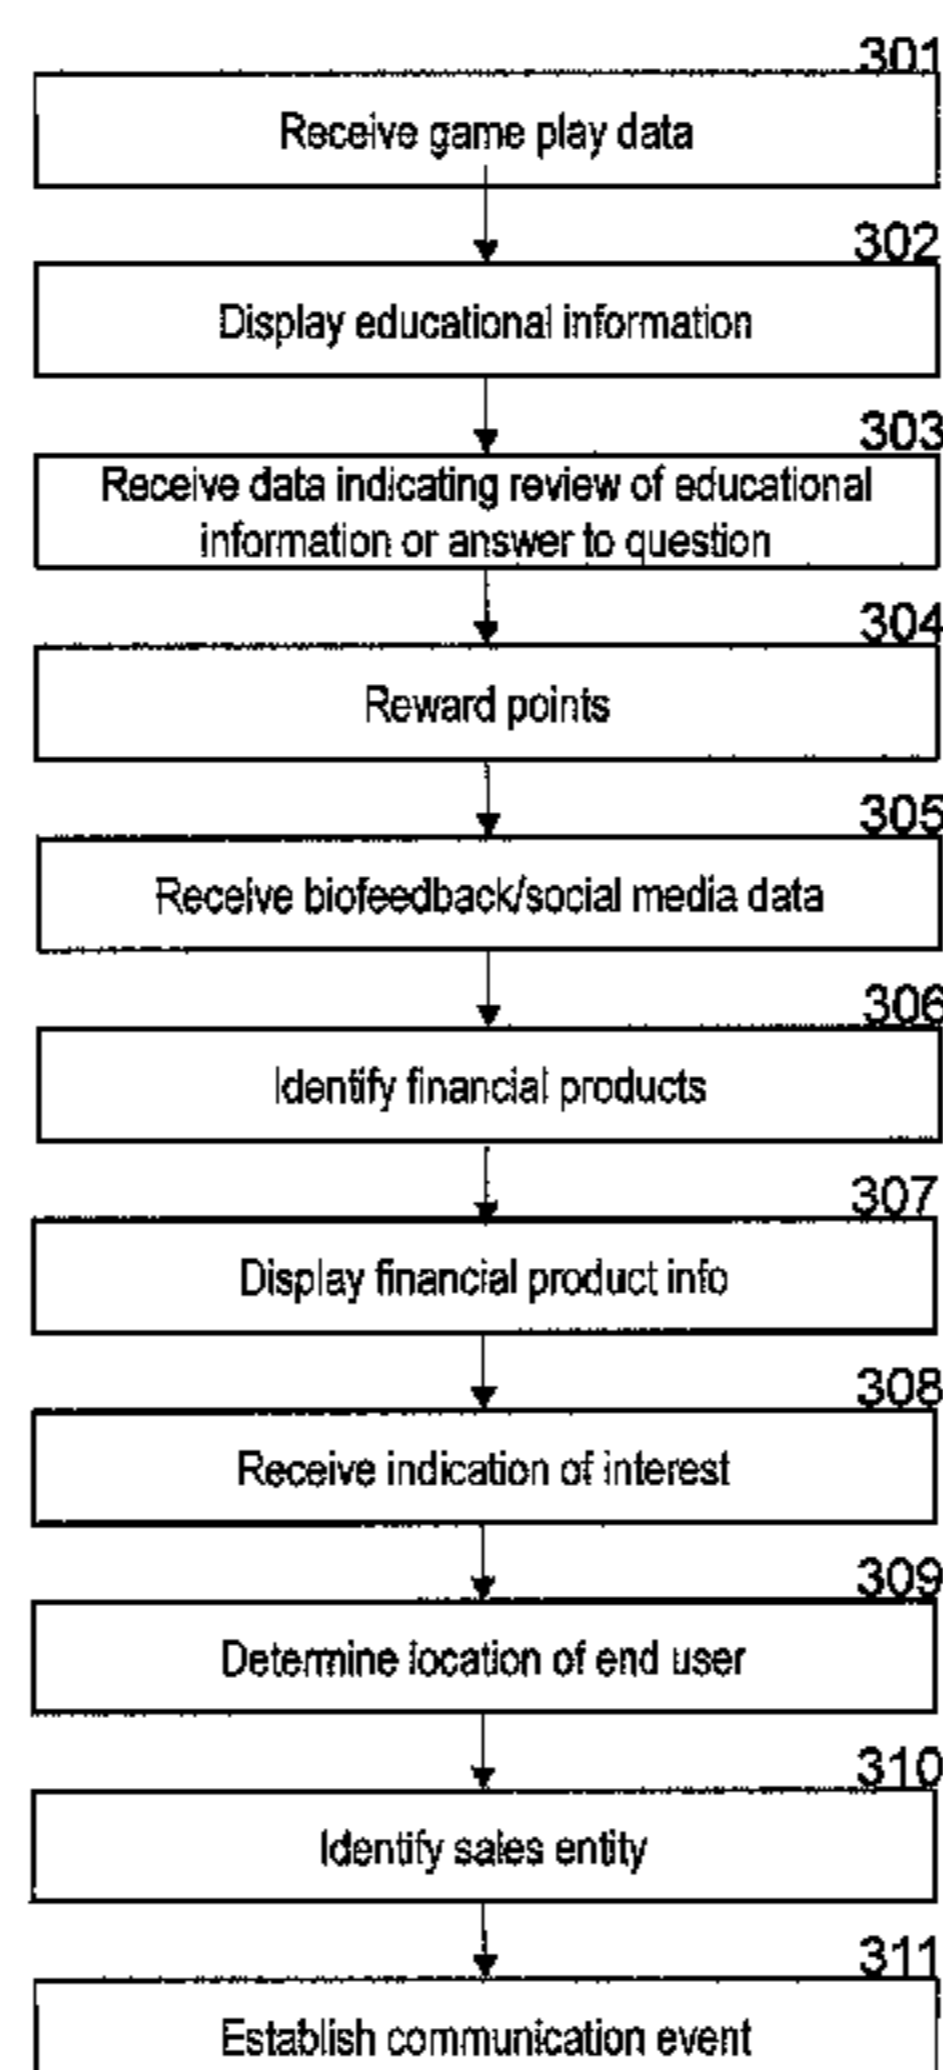 301
Receive game play data
302
Display educational information
303
Receive data indicating review of educational
information or answer to question
304
Reward points
305
Receive biofeedback/social media data
306
Identify financial products
307
Display financial product info
308
Receive indication of interest
309
Determine location of end user
310
Identify sales entity
311
Establish communication event